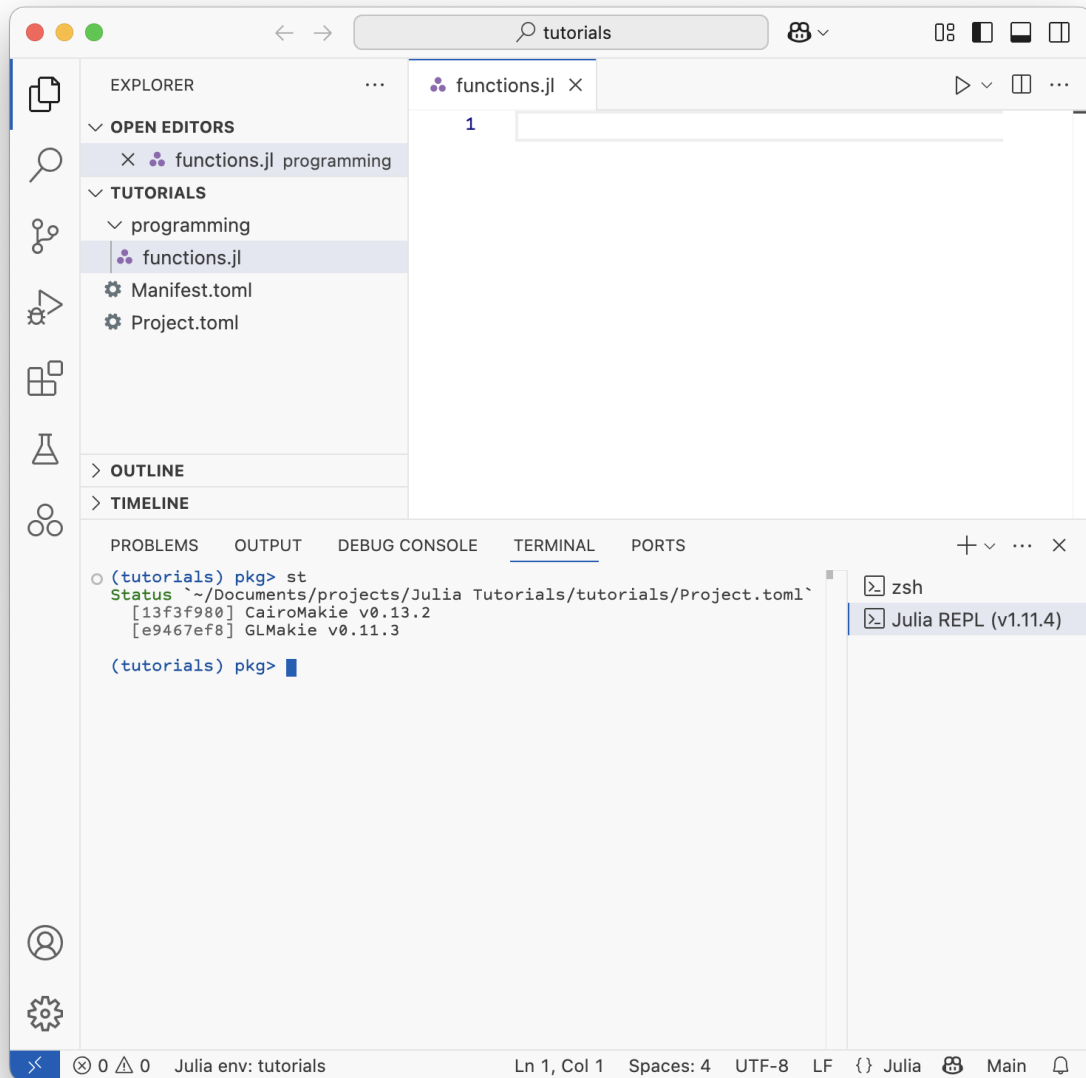 tutorials
EXPLORER
OPEN EDITORS
functions.jl programming
TUTORIALS
programming
functions.jl
Manifest.toml
Project.toml
OUTLINE
TIMELINE
functions.jl
1
PROBLEMS OUTPUT DEBUG CONSOLE TERMINAL PORTS
(tutorials) pkg> st
Status `~/Documents/projects/Julia Tutorials/tutorials/Project.toml`
[13f3f980] CairoMakie v0.13.2
[e9467ef8] GLMakie v0.11.3
(tutorials) pkg>
zsh
Julia REPL (v1.11.4)
0 0 Julia env: tutorials Ln 1, Col 1 Spaces: 4 UTF-8 LF {} Julia Main